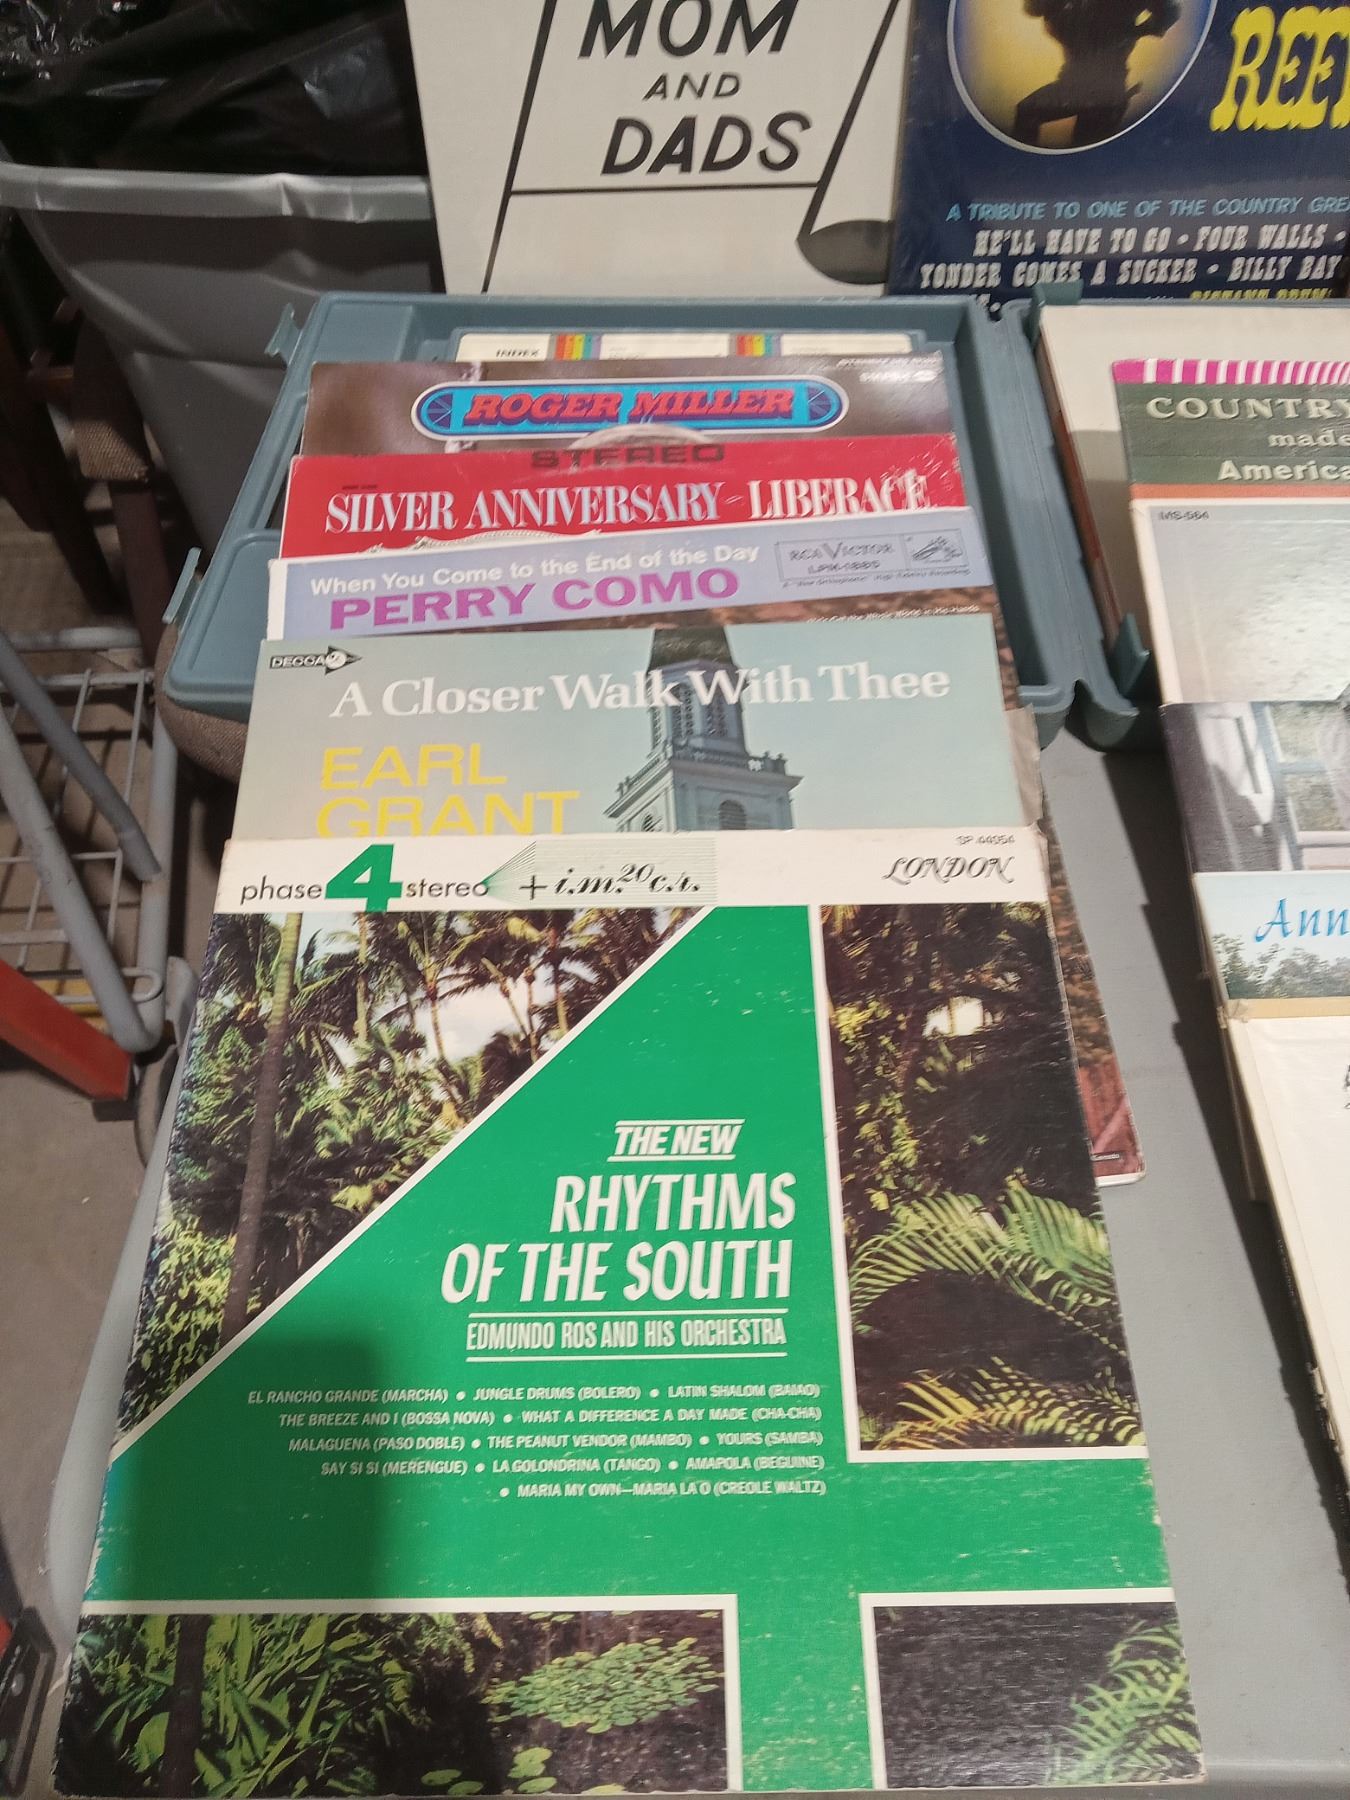 MOM
AND
DADS
A TRIBUTE TO ONE OF THE COUNTRY
HE'LL HAVE TO GO • FOUR WALLS •
YONDER COMES A SUCKER • BILLY BAY
INDEX
ROGER MILLER
STEREO
SILVER ANNIVERSARY - LIBERACE
When You Come to the End of the Day
PERRY COMO
RCA VICTOR
DECCA
A Closer Walk With Thee
EARL
GRANT
phase 4 stereo + i.m. 20 c.r.
SP 44054
LONDON
THE NEW
RHYTHMS
OF THE SOUTH
EDMUNDO ROS AND HIS ORCHESTRA
EL RANCHO GRANDE (MARCHA) • JUNGLE DRUMS (BOLERO) • LATIN SHALOM (BAIAO)
THE BREEZE AND I (BOSSA NOVA) • WHAT A DIFFERENCE A DAY MADE (CHA-CHA)
MALAGUENA (PASO DOBLE) • THE PEANUT VENDOR (MAMBO) • YOURS (SAMBA)
SAY SI SI (MERENGUE) • LA GOLONDRINA (TANGO) • AMAPOLA (BEGUINE)
• MARIA MY OWN—MARIA LA O (CREOLE WALTZ)
COUNTRY
made
America
IMS-564
Ann